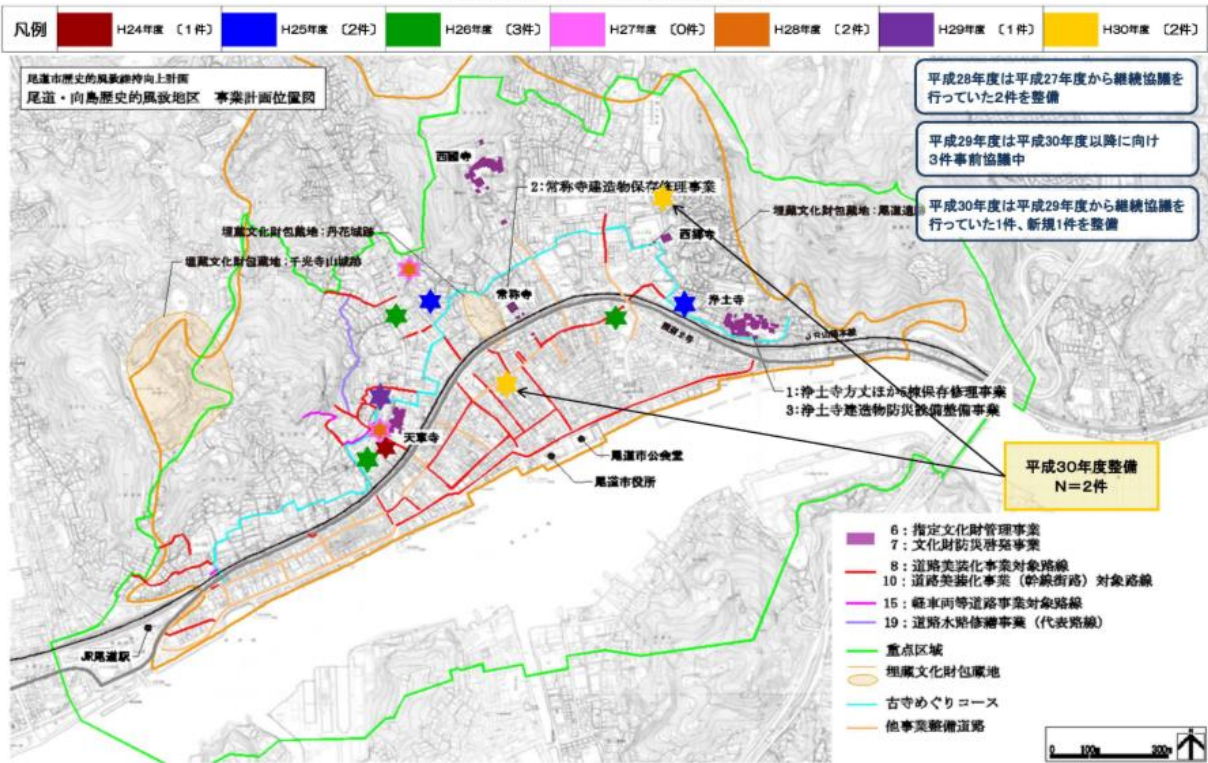 凡例 H24年度 〔1件〕 H25年度 〔2件〕 H26年度 〔3件〕 H27年度 〔0件〕 H28年度 〔2件〕 H29年度 〔1件〕 H30年度 〔2件〕
尾道市歴史的風致維持向上計画
尾道・向島歴史的風致地区 事業計画位置図
平成28年度は平成27年度から継続協議を
行っていた2件を整備
平成29年度は平成30年度以降に向け
3件事前協議中
平成30年度は平成29年度から継続協議を
行っていた1件、新規1件を整備
西國寺
2:常称寺建造物保存修理事業
埋蔵文化財包蔵地:尾道遺跡
埋蔵文化財包蔵地:丹花城跡
西郷寺
埋蔵文化財包蔵地:千光寺山城跡
常称寺
浄土寺
国道2号
JR山陽本線
1:浄土寺方丈ほか5棟保存修理事業
3:浄土寺建造物防災設備整備事業
天寧寺
尾道市公会堂
尾道市役所
平成30年度整備
N=2件
JR尾道駅
6:指定文化財管理事業
7:文化財防災啓発事業
8:道路美装化事業対象路線
10:道路美装化事業(幹線街路)対象路線
15:軽車両等道路事業対象路線
19:道路水路修繕事業(代表路線)
重点区域
埋蔵文化財包蔵地
古寺めぐりコース
他事業整備道路
0 100m 300m